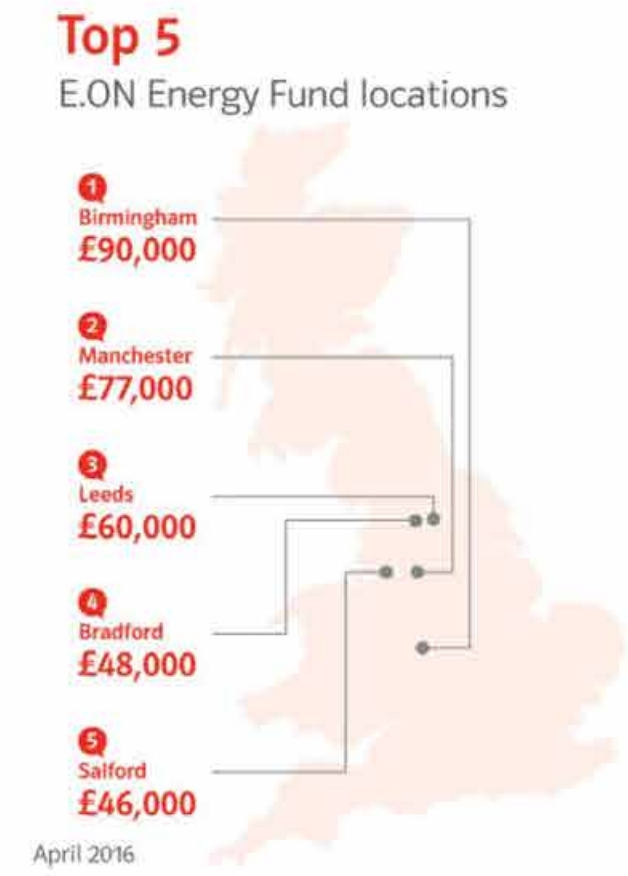 Top 5
E.ON Energy Fund locations
1
Birmingham
£90,000
2
Manchester
£77,000
3
Leeds
£60,000
4
Bradford
£48,000
5
Salford
£46,000
April 2016